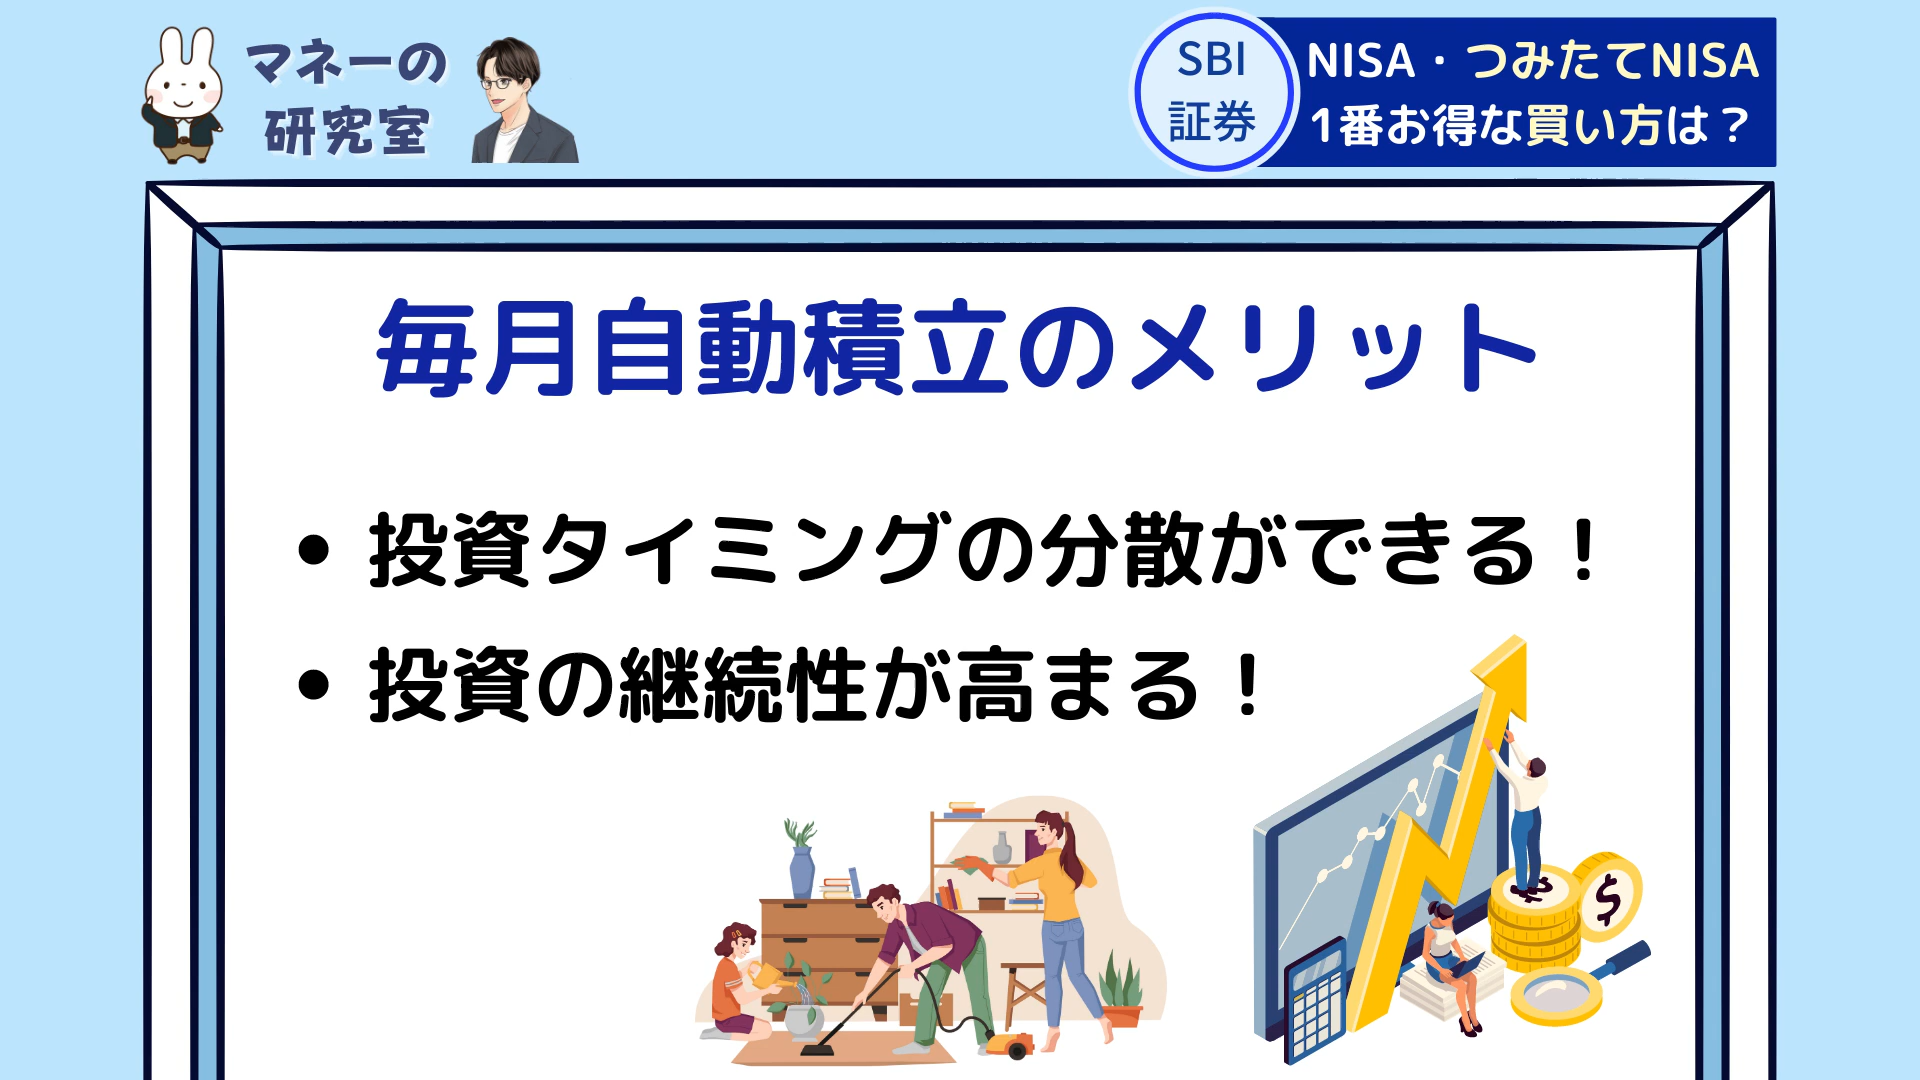 マネーの
研究室
SBI
証券
NISA・つみたてNISA
1番お得な買い方は？
毎月自動積立のメリット
• 投資タイミングの分散ができる！
• 投資の継続性が高まる！
$
$